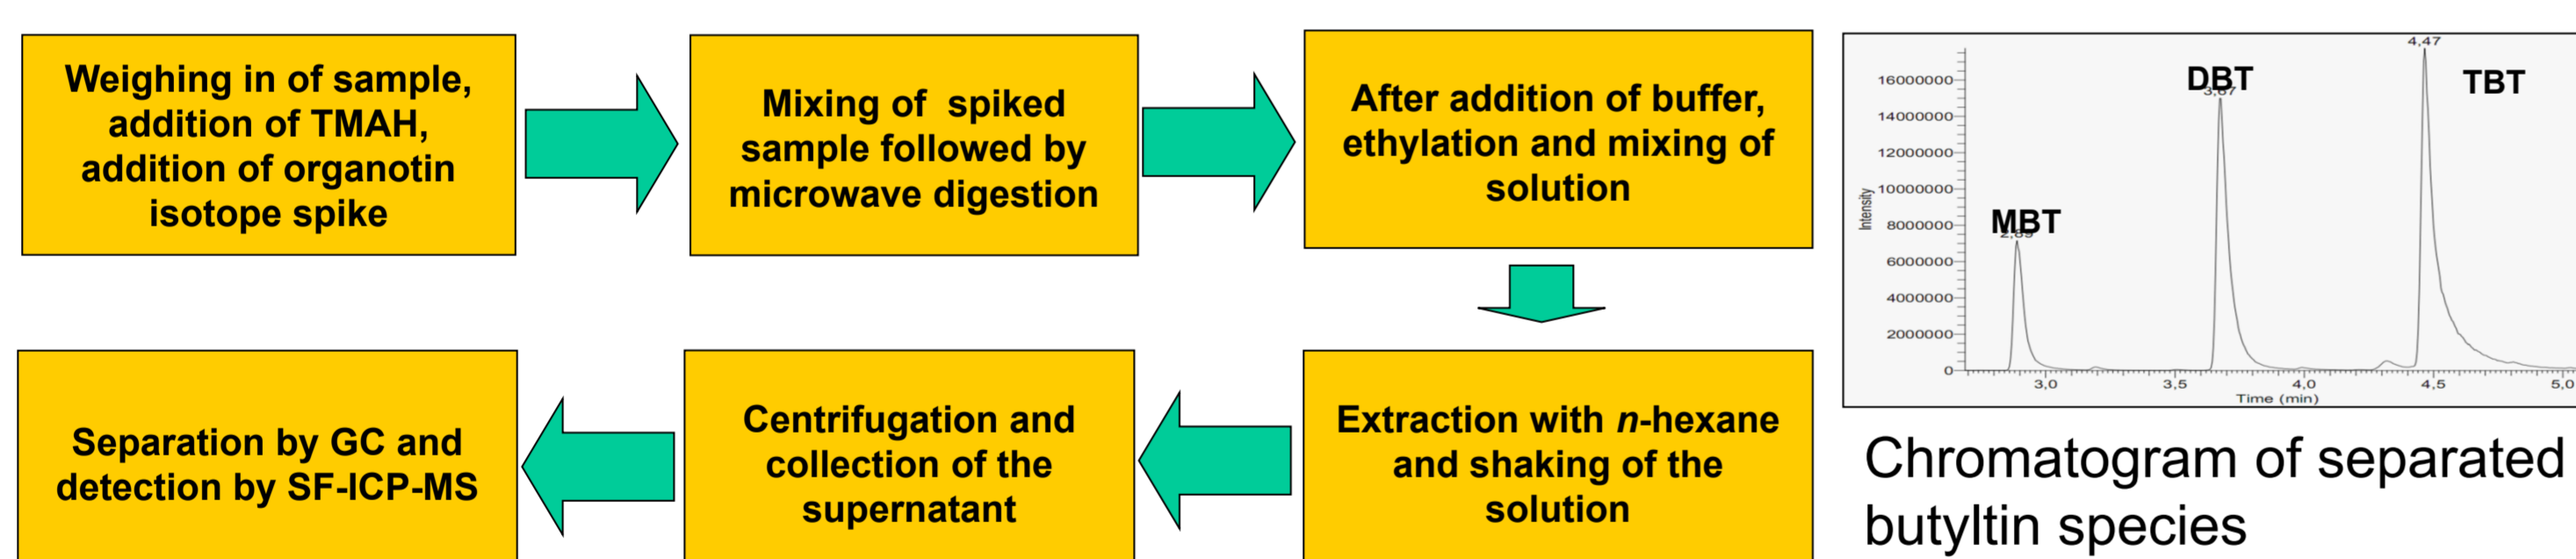 Weighing in of sample,
addition of TMAH,
addition of organotin
isotope spike
Mixing of spiked
sample followed by
microwave digestion
After addition of buffer,
ethylation and mixing of
solution
Extraction with n-hexane
and shaking of the
solution
Centrifugation and
collection of the
supernatant
Separation by GC and
detection by SF-ICP-MS
4,47
DBT
3,67
TBT
MBT
2,89
16000000
14000000
12000000
10000000
8000000
6000000
4000000
2000000
0
Intensity
3,0 3,5 4,0 4,5 5,0
Time (min)
Chromatogram of separated
butyltin species